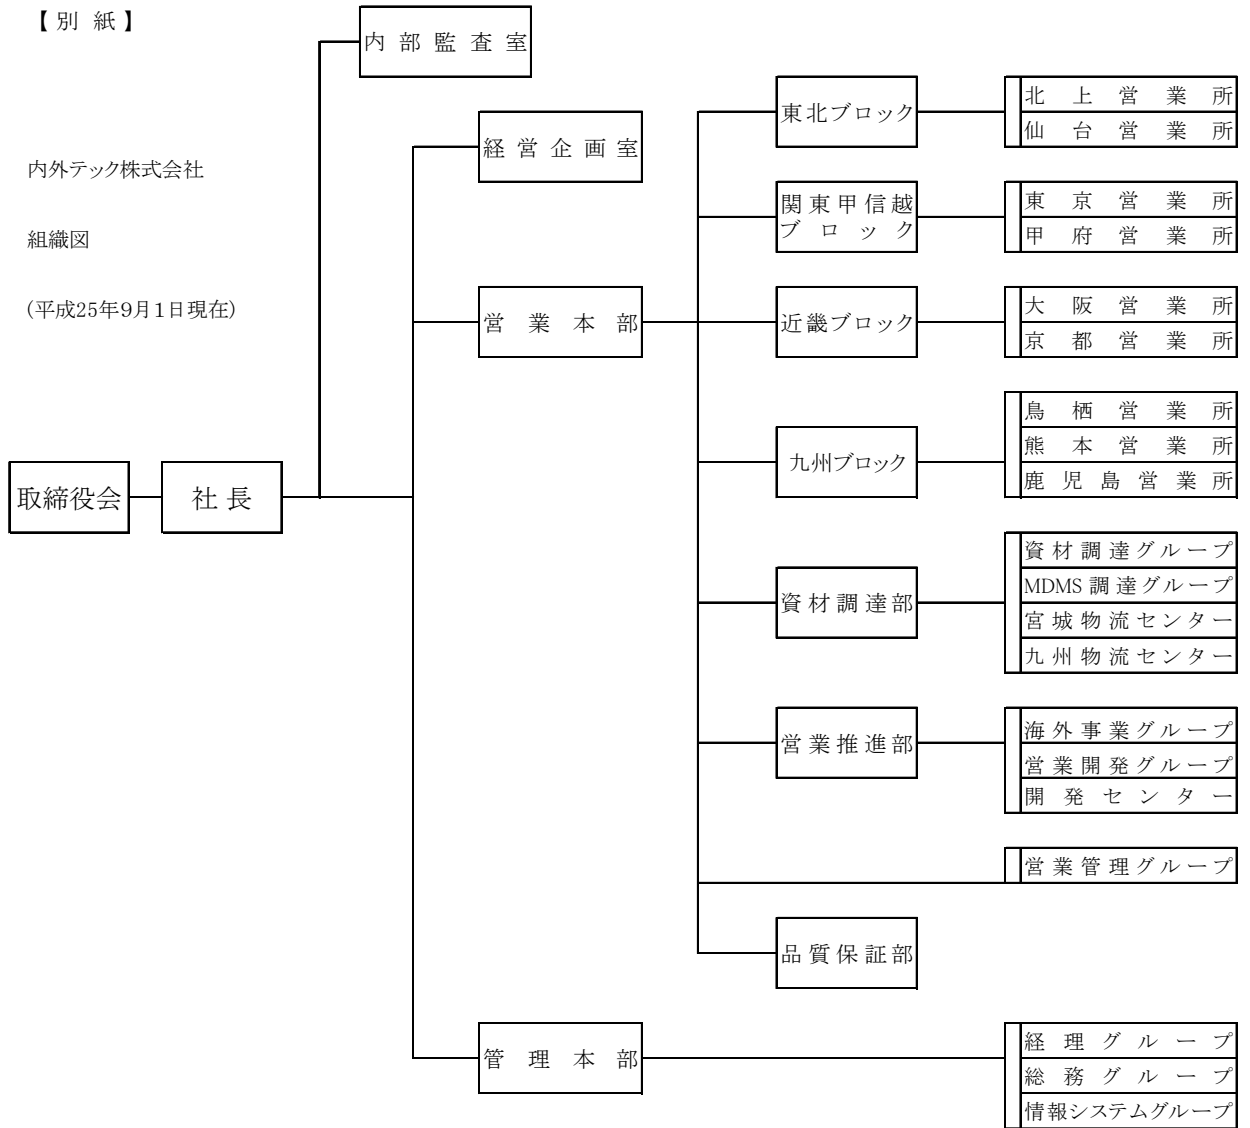 【別紙】
内部監査室
内外テック株式会社
組織図
(平成25年9月1日現在)
取締役会
社長
経営企画室
営業本部
東北ブロック
北上営業所
仙台営業所
関東甲信越
ブロック
東京営業所
甲府営業所
近畿ブロック
大阪営業所
京都営業所
九州ブロック
鳥栖営業所
熊本営業所
鹿児島営業所
資材調達部
資材調達グループ
MDMS調達グループ
宮城物流センター
九州物流センター
営業推進部
海外事業グループ
営業開発グループ
開発センター
営業管理グループ
品質保証部
管理本部
経理グループ
総務グループ
情報システムグループ